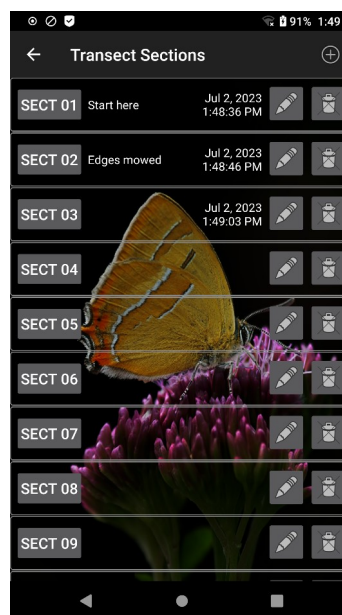 91% 1:49
Transect Sections
SECT 01 Start here Jul 2, 2023
1:48:36 PM
SECT 02 Edges mowed Jul 2, 2023
1:48:46 PM
SECT 03 Jul 2, 2023
1:49:03 PM
SECT 04
SECT 05
SECT 06
SECT 07
SECT 08
SECT 09